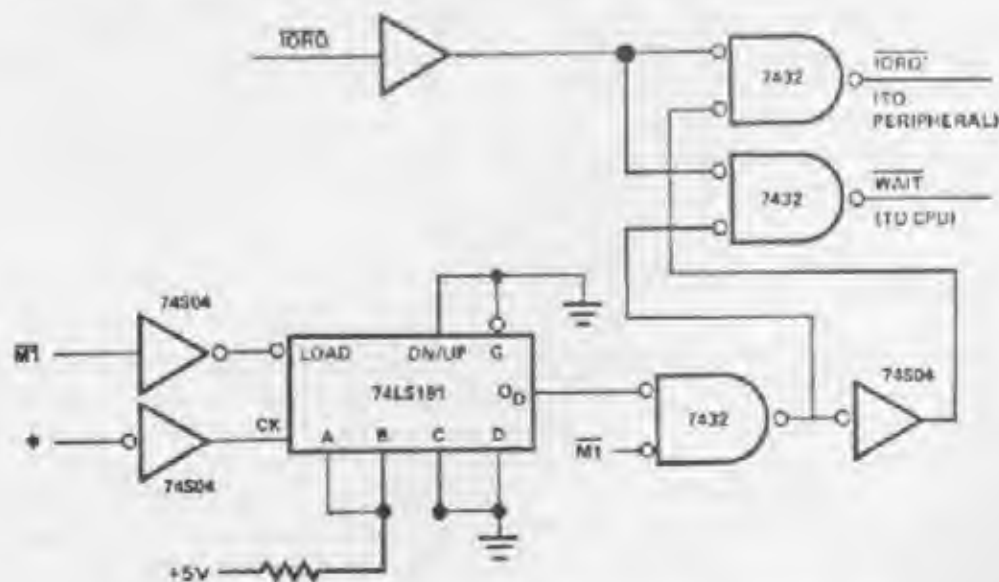 IORQ
7432
IORQ'
(TO
PERIPHERAL)
7432
WAIT
(TO CPU)
74S04
M1
LOAD
DN/UP
G
74LS191
QD
CK
A
B
C
D
74S04
7432
M1
74S04
+5V